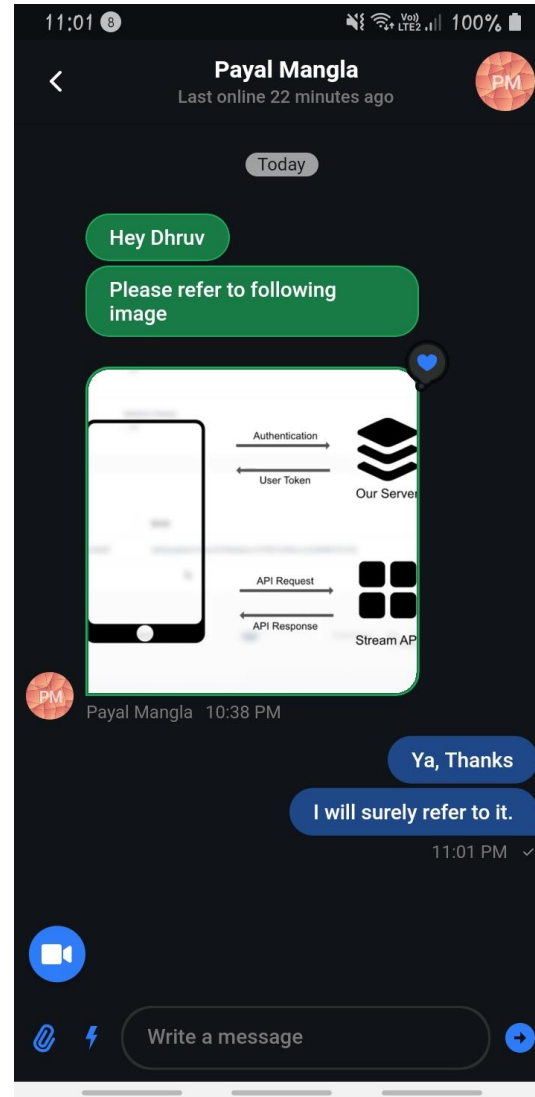 11:01 8 Vo)) LTE2 100%
Payal Mangla
PM
Last online 22 minutes ago
Today
Hey Dhruv
Please refer to following
image
Authentication
User Token
Our Server
API Request
API Response
Stream AP
PM
Payal Mangla 10:38 PM
Ya, Thanks
I will surely refer to it.
11:01 PM
Write a message